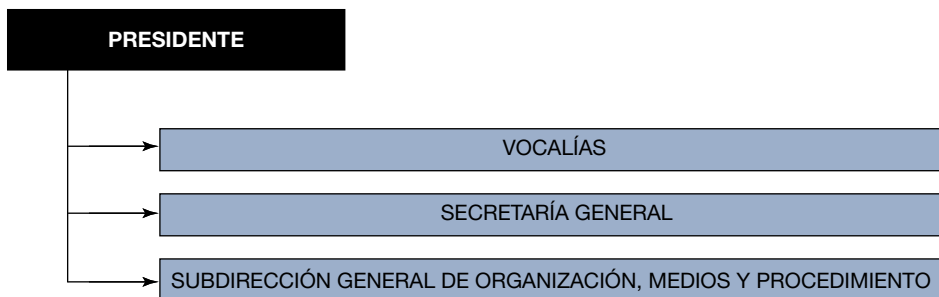 PRESIDENTE
VOCALÍAS
SECRETARÍA GENERAL
SUBDIRECCIÓN GENERAL DE ORGANIZACIÓN, MEDIOS Y PROCEDIMIENTO